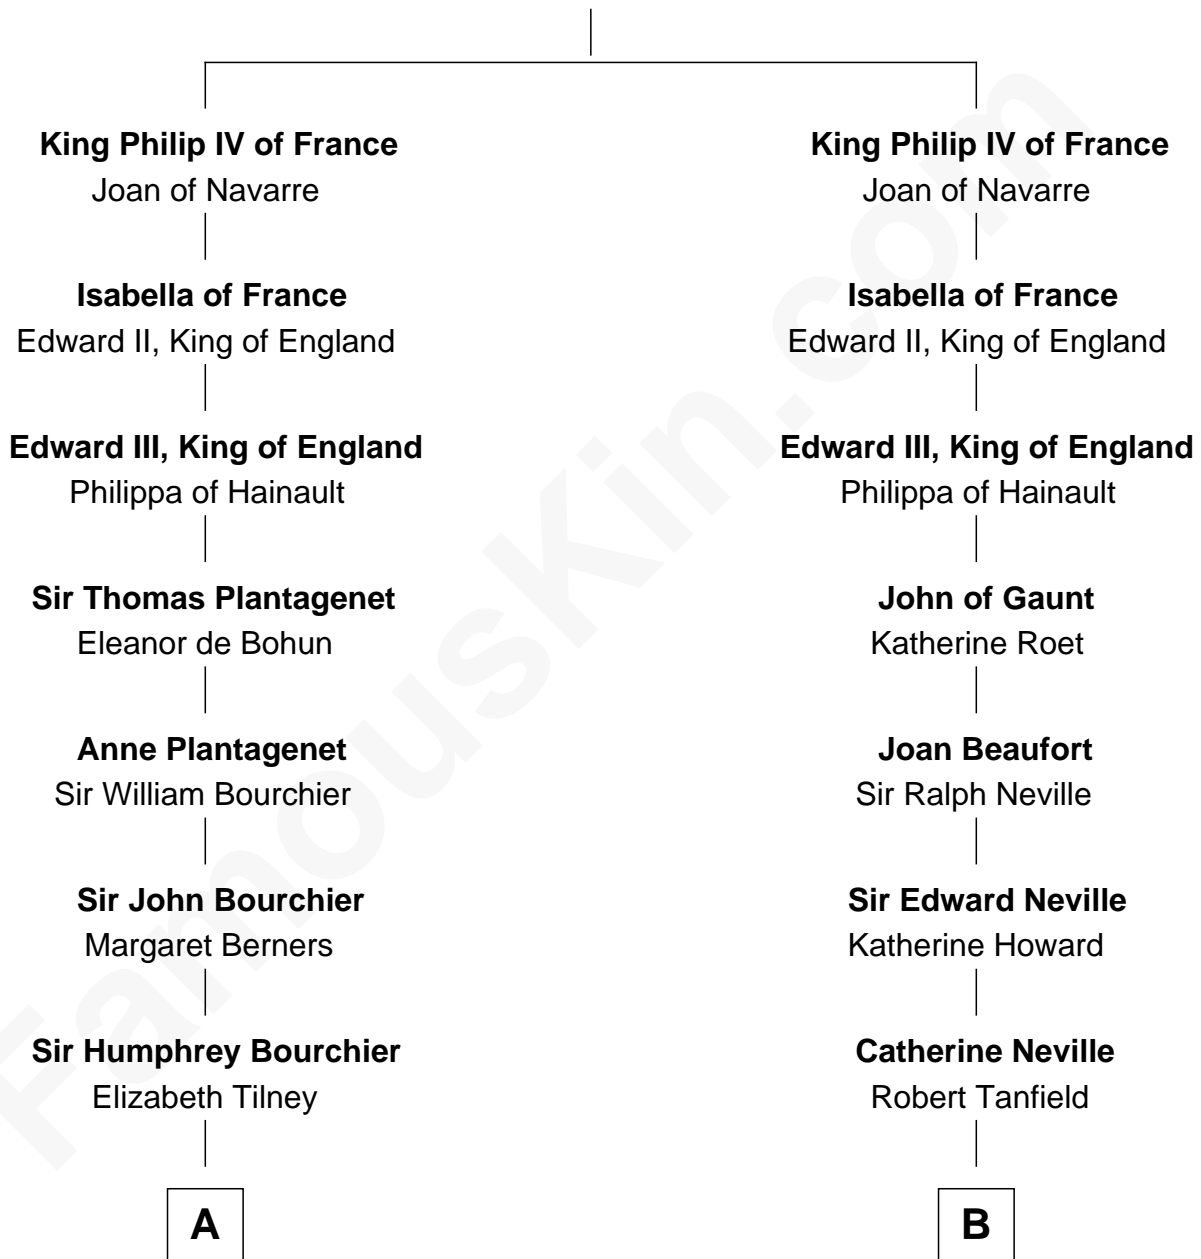 King Philip IV of France
Joan of Navarre
Isabella of France
Edward II, King of England
Edward III, King of England
Philippa of Hainault
Sir Thomas Plantagenet
Eleanor de Bohun
Anne Plantagenet
Sir William Bourchier
Sir John Bourchier
Margaret Berners
Sir Humphrey Bourchier
Elizabeth Tilney
A
King Philip IV of France
Joan of Navarre
Isabella of France
Edward II, King of England
Edward III, King of England
Philippa of Hainault
John of Gaunt
Katherine Roet
Joan Beaufort
Sir Ralph Neville
Sir Edward Neville
Katherine Howard
Catherine Neville
Robert Tanfield
B
FamousKin.com